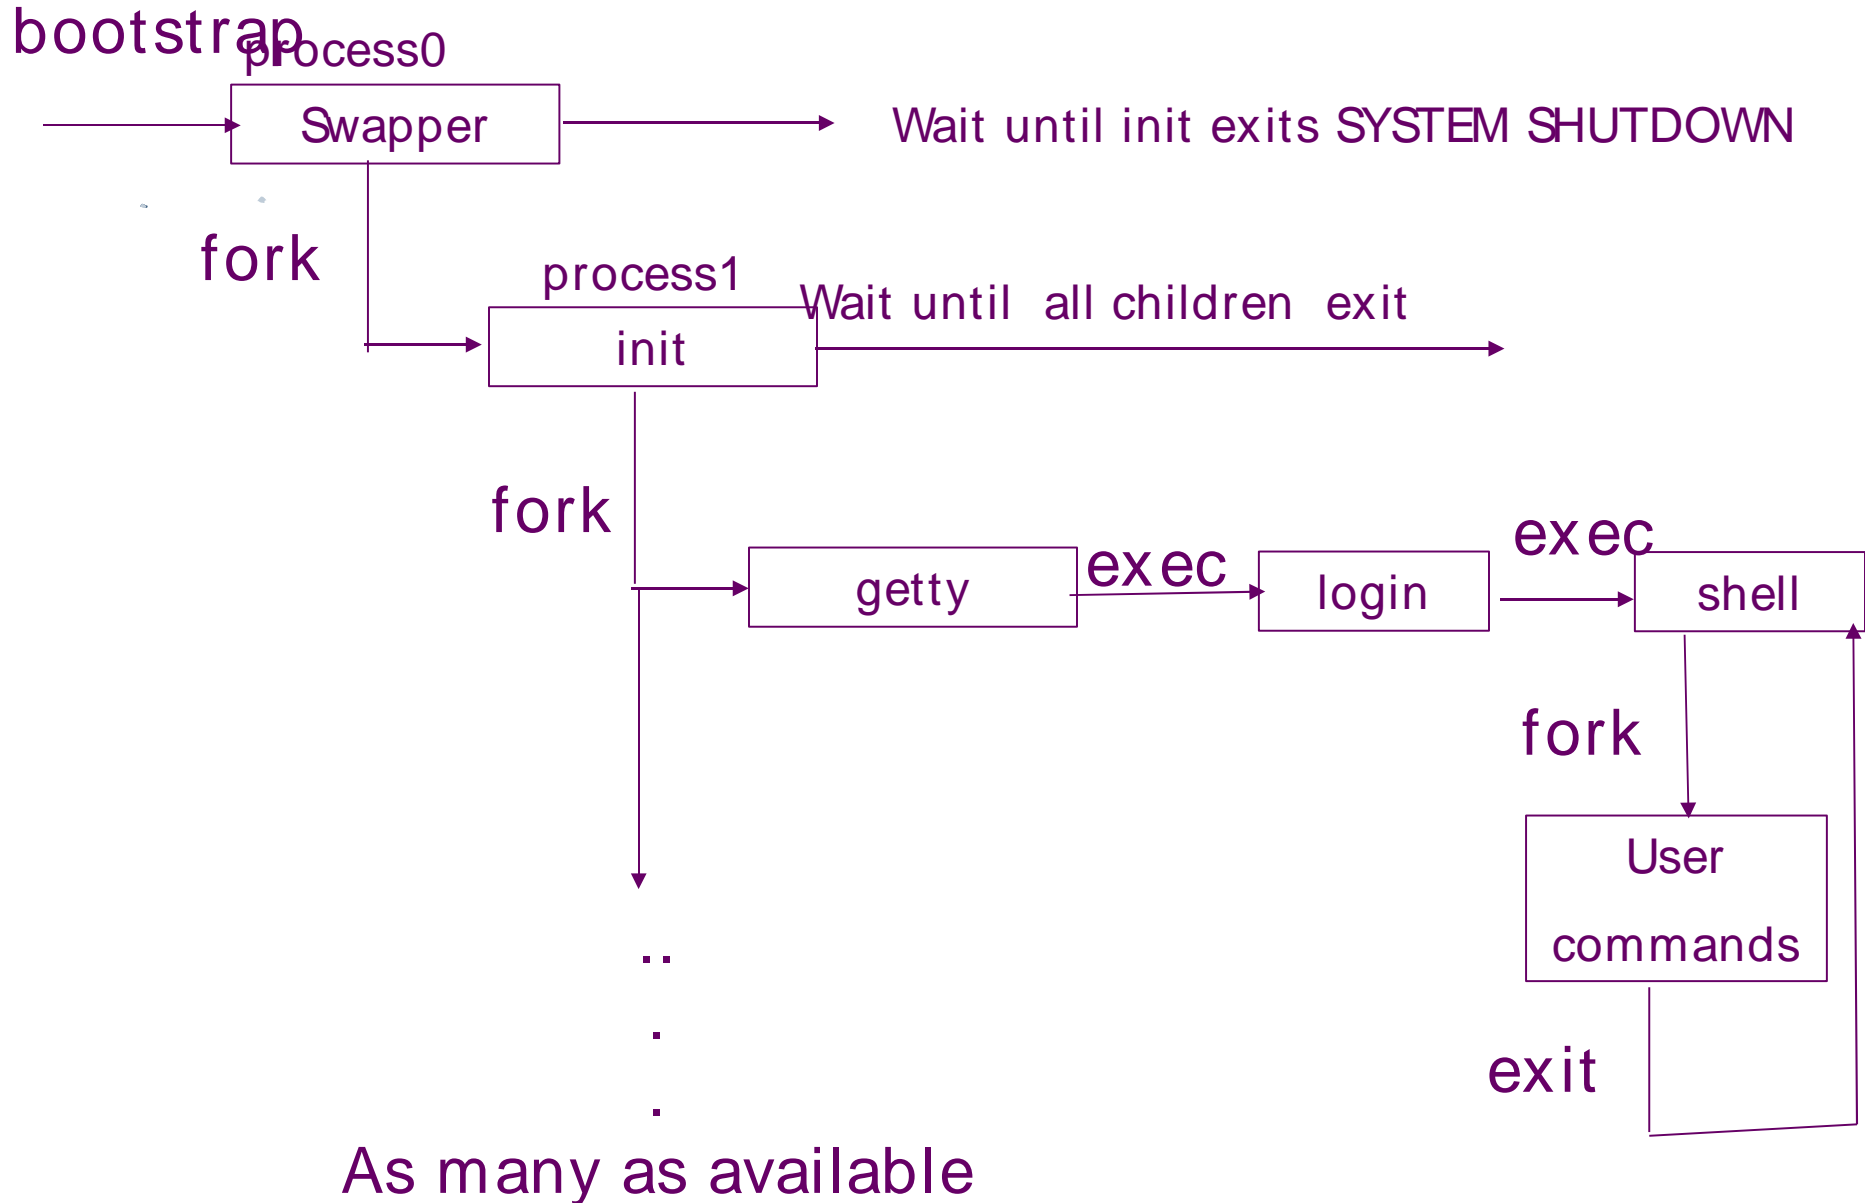 bootstrap
process0
Swapper
Wait until init exits SYSTEM SHUTDOWN
fork
process1
Wait until all children exit
init
fork
exec
exec
getty
login
shell
fork
User
commands
..
.
exit
.
As many as available